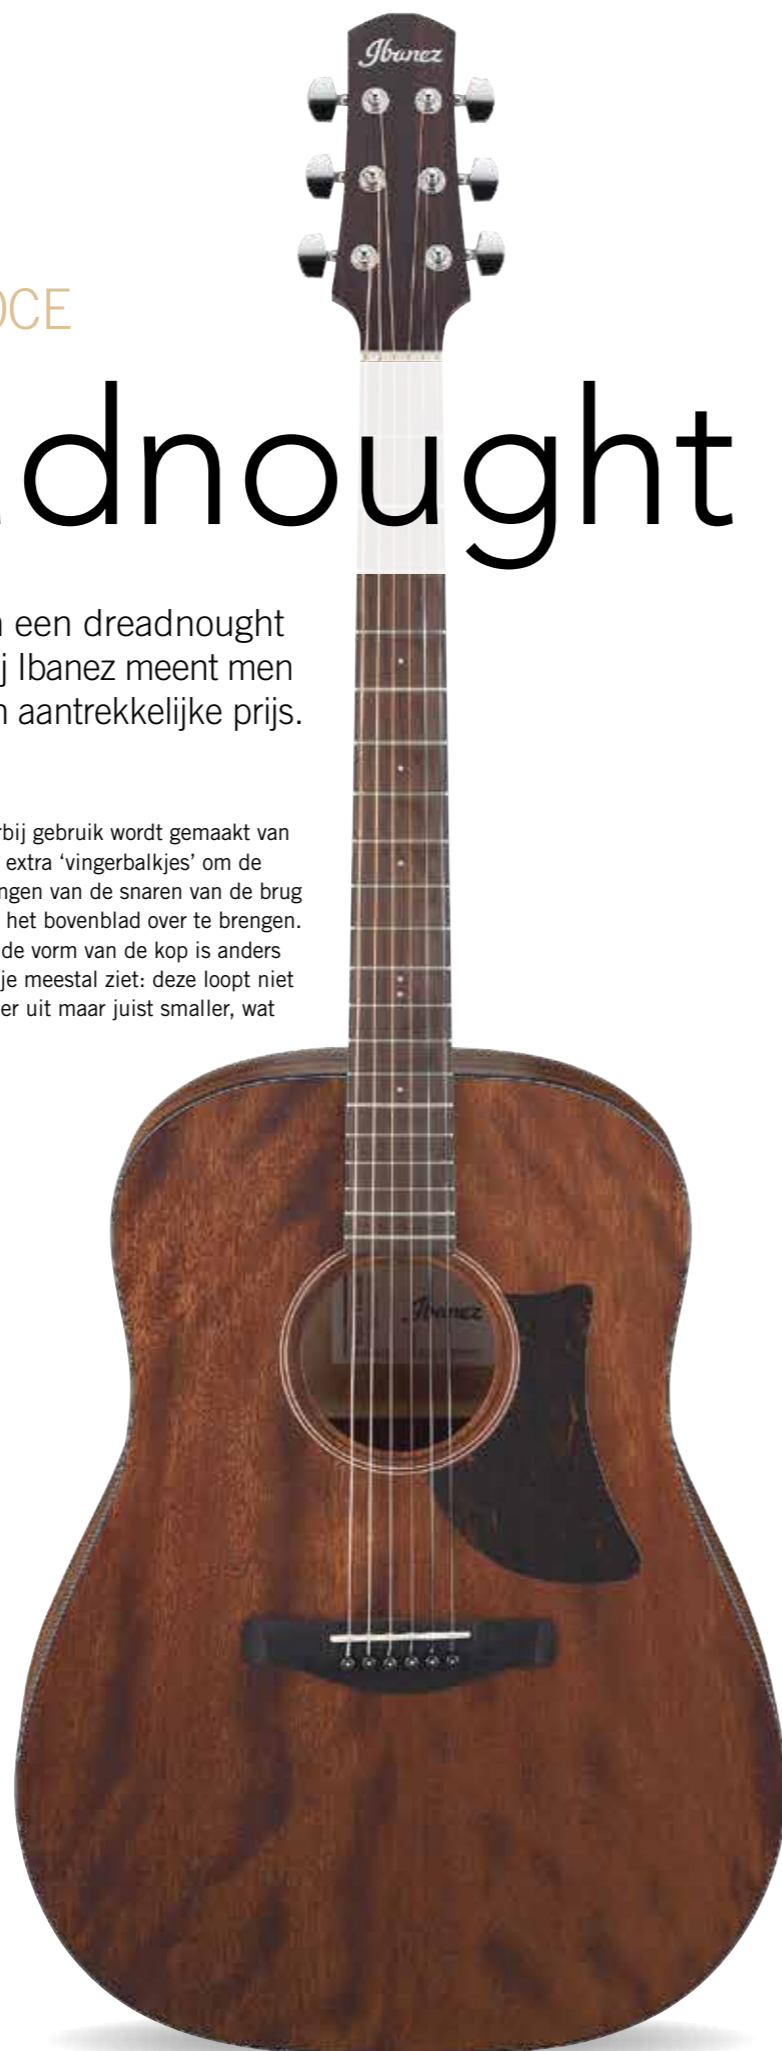 Ibanez
OCE
dnought
een dreadnought
j Ibanez meent men
n aantrekkelijke prijs.
rbij gebruik wordt gemaakt van
extra ‘vingerbalkjes’ om de
ngen van de snaren van de brug
het bovenblad over te brengen.
de vorm van de kop is anders
je meestal ziet: deze loopt niet
er uit maar juist smaller, wat
Ibanez